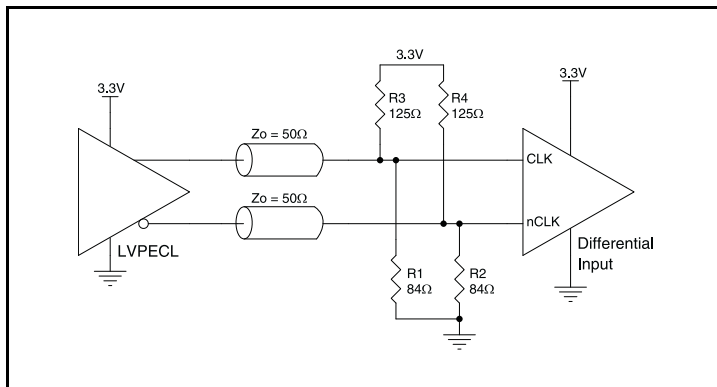 3.3V
3.3V
3.3V
R3
125Ω
R4
125Ω
Zo = 50Ω
CLK
Zo = 50Ω
nCLK
LVPECL
Differential
Input
R1
84Ω
R2
84Ω